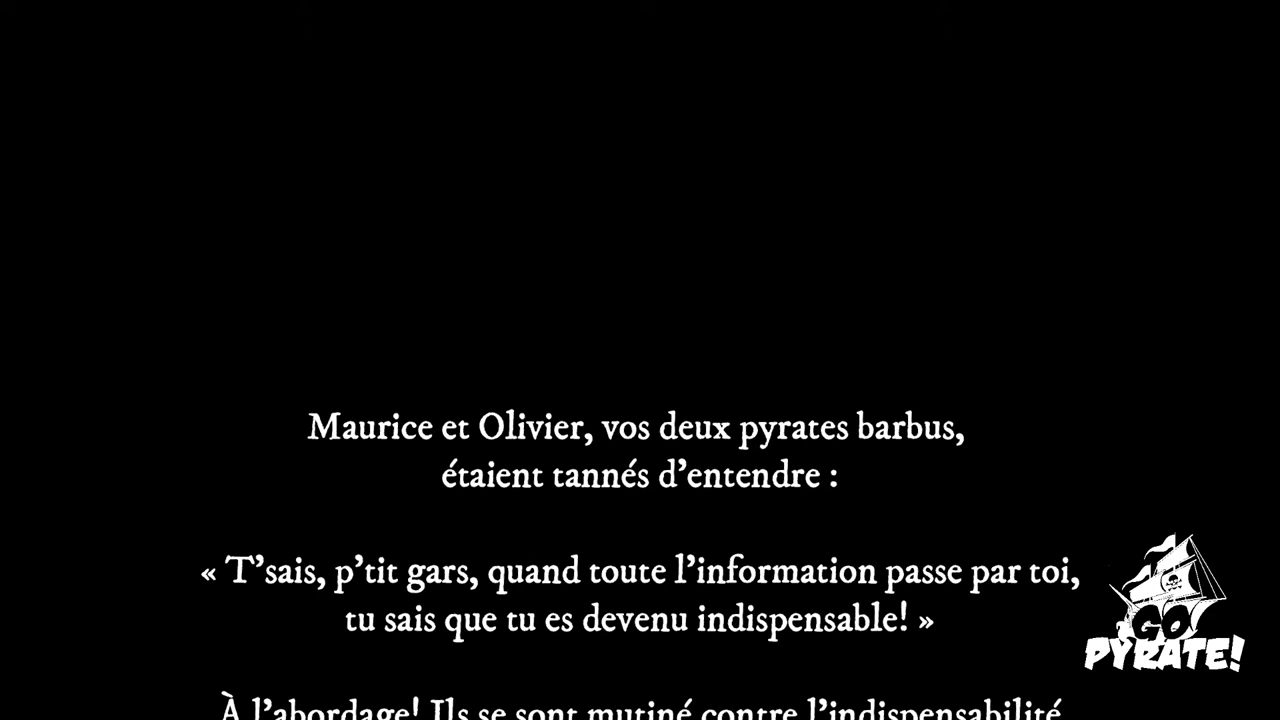 Maurice et Olivier, vos deux pyrates barbus,
étaient tannés d'entendre :
« T'sais, p'tit gars, quand toute l'information passe par toi,
tu sais que tu es devenu indispensable! »
À l'abordage! Ils se sont mutiné contre l'indispensabilité
GO
PYRATE!